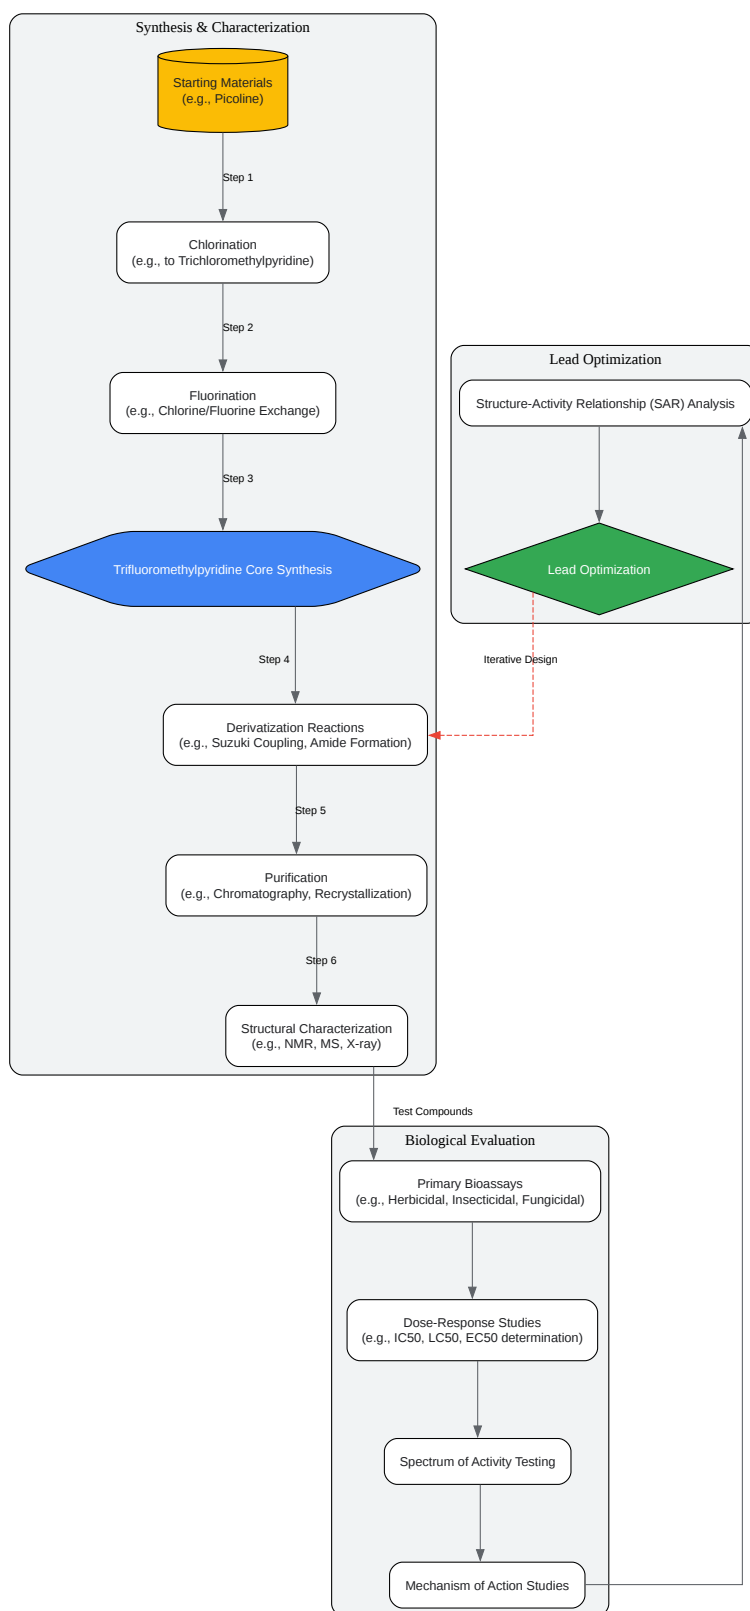 Synthesis & Characterization
Starting Materials
(e.g., Picoline)
Step 1
Chlorination
(e.g., to Trichloromethylpyridine)
Step 2
Fluorination
(e.g., Chlorine/Fluorine Exchange)
Step 3
Trifluoromethylpyridine Core Synthesis
Step 4
Derivatization Reactions
(e.g., Suzuki Coupling, Amide Formation)
Step 5
Purification
(e.g., Chromatography, Recrystallization)
Step 6
Structural Characterization
(e.g., NMR, MS, X-ray)
Test Compounds
Biological Evaluation
Primary Bioassays
(e.g., Herbicidal, Insecticidal, Fungicidal)
Dose-Response Studies
(e.g., IC50, LC50, EC50 determination)
Spectrum of Activity Testing
Mechanism of Action Studies
Lead Optimization
Structure-Activity Relationship (SAR) Analysis
Lead Optimization
Iterative Design